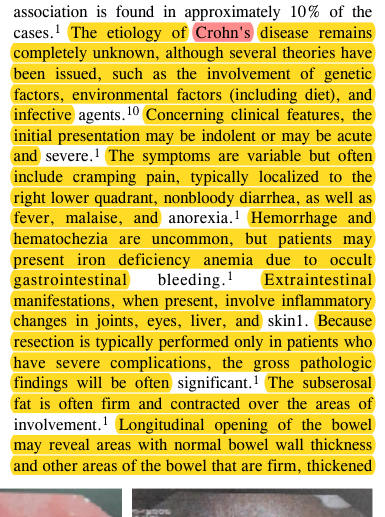 association is found in approximately 10% of the
cases.1 The etiology of Crohn's disease remains
completely unknown, although several theories have
been issued, such as the involvement of genetic
factors, environmental factors (including diet), and
infective agents.10 Concerning clinical features, the
initial presentation may be indolent or may be acute
and severe.1 The symptoms are variable but often
include cramping pain, typically localized to the
right lower quadrant, nonbloody diarrhea, as well as
fever, malaise, and anorexia.1 Hemorrhage and
hematochezia are uncommon, but patients may
present iron deficiency anemia due to occult
gastrointestinal bleeding.1 Extraintestinal
manifestations, when present, involve inflammatory
changes in joints, eyes, liver, and skin1. Because
resection is typically performed only in patients who
have severe complications, the gross pathologic
findings will be often significant.1 The subserosal
fat is often firm and contracted over the areas of
involvement.1 Longitudinal opening of the bowel
may reveal areas with normal bowel wall thickness
and other areas of the bowel that are firm, thickened